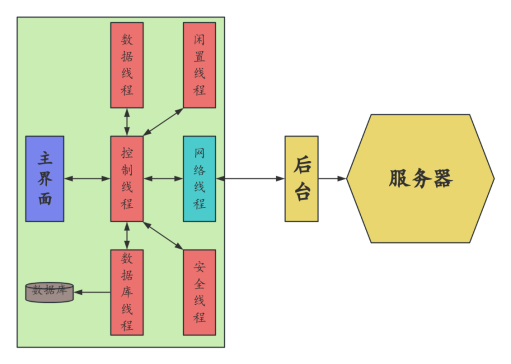 数据线程
闲置线程
主界面
控制线程
网络线程
后台
服务器
数据库
数据库线程
安全线程